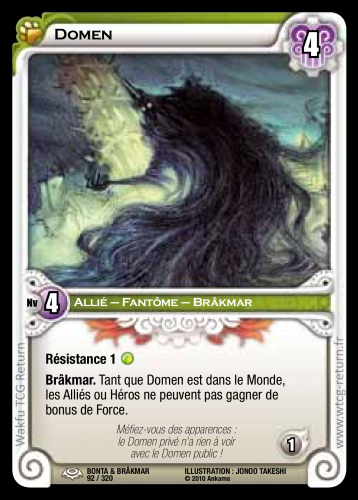 DOMEN
4
Nv 4 ALLIÉ – FANTÔME – BRÂKMAR
Résistance 1
Brâkmar. Tant que Domen est dans le Monde,
les Alliés ou Héros ne peuvent pas gagner de
bonus de Force.
Méfiez-vous des apparences :
le Domen privé n'a rien à voir
avec le Domen public !
1
BONTA & BRÂKMAR
92 / 320
ILLUSTRATION : JONOO TAKESHI
© 2010 Ankama
Wakfu TCG Return
www.wtcg-return.fr